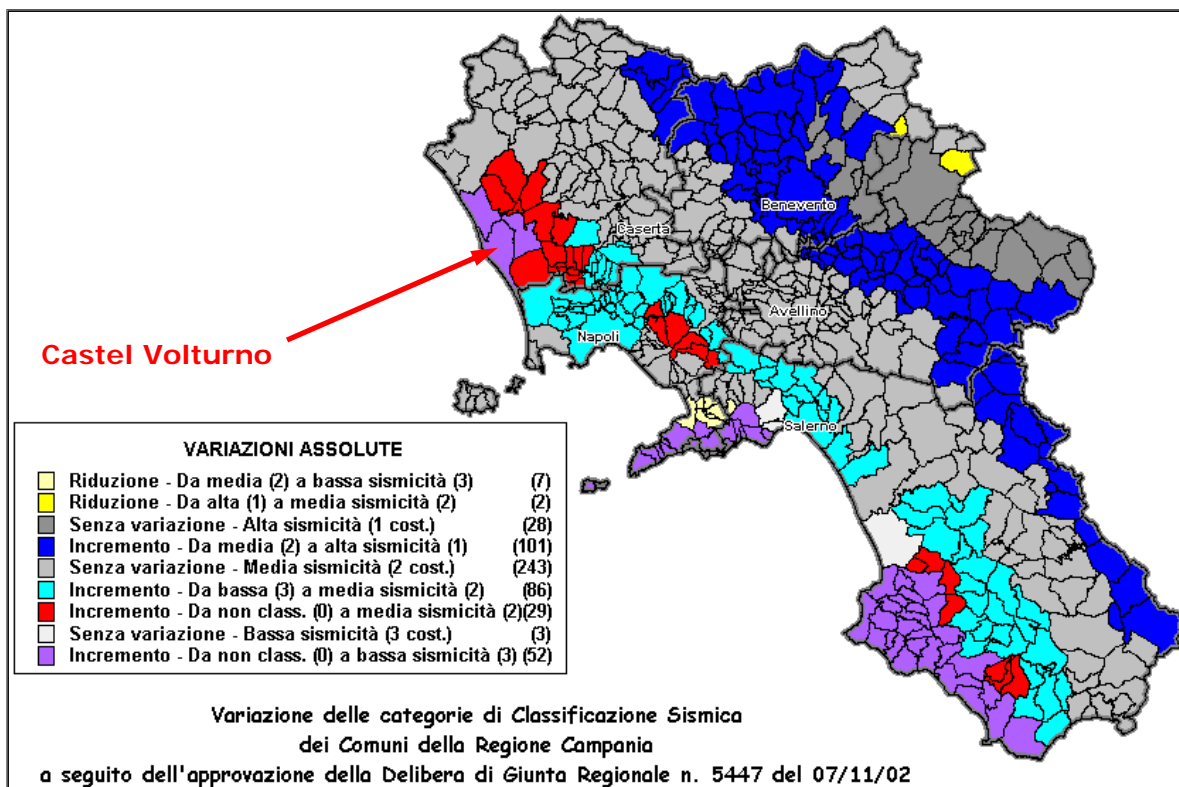 Benevento
Caserta
Avellino
Napoli
Castel Volturno
Salerno
VARIAZIONI ASSOLUTE
Riduzione - Da media (2) a bassa sismicità (3) (7)
Riduzione - Da alta (1) a media sismicità (2) (2)
Senza variazione - Alta sismicità (1 cost.) (28)
Incremento - Da media (2) a alta sismicità (1) (101)
Senza variazione - Media sismicità (2 cost.) (243)
Incremento - Da bassa (3) a media sismicità (2) (86)
Incremento - Da non class. (0) a media sismicità (2)(29)
Senza variazione - Bassa sismicità (3 cost.) (3)
Incremento - Da non class. (0) a bassa sismicità (3) (52)
Variazione delle categorie di Classificazione Sismica
dei Comuni della Regione Campania
a seguito dell'approvazione della Delibera di Giunta Regionale n. 5447 del 07/11/02